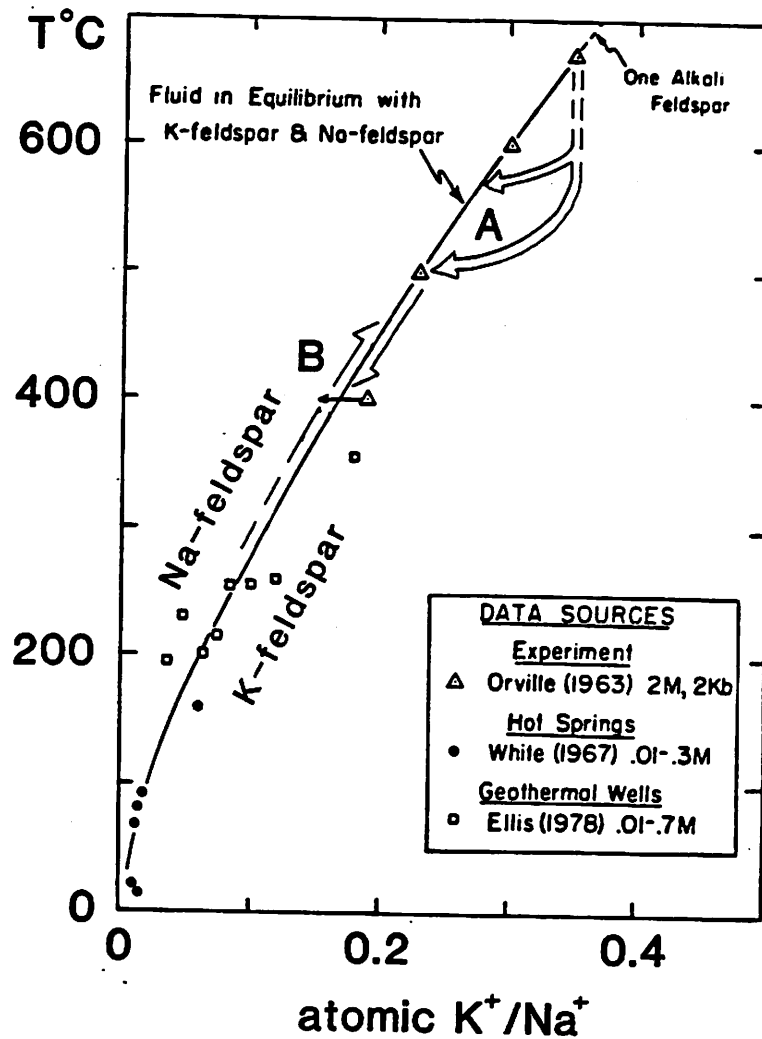 T°C
Fluid in Equilibrium with
K-feldspar & Na-feldspar
One Alkali
Feldspar
600
A
B
400
Na-feldspar
K-feldspar
200
0
DATA SOURCES
Experiment
Orville (1963) 2M, 2Kb
Hot Springs
White (1967) .01-.3M
Geothermal Wells
Ellis (1978) .01-.7M
0
0.2
0.4
atomic K⁺/Na⁺